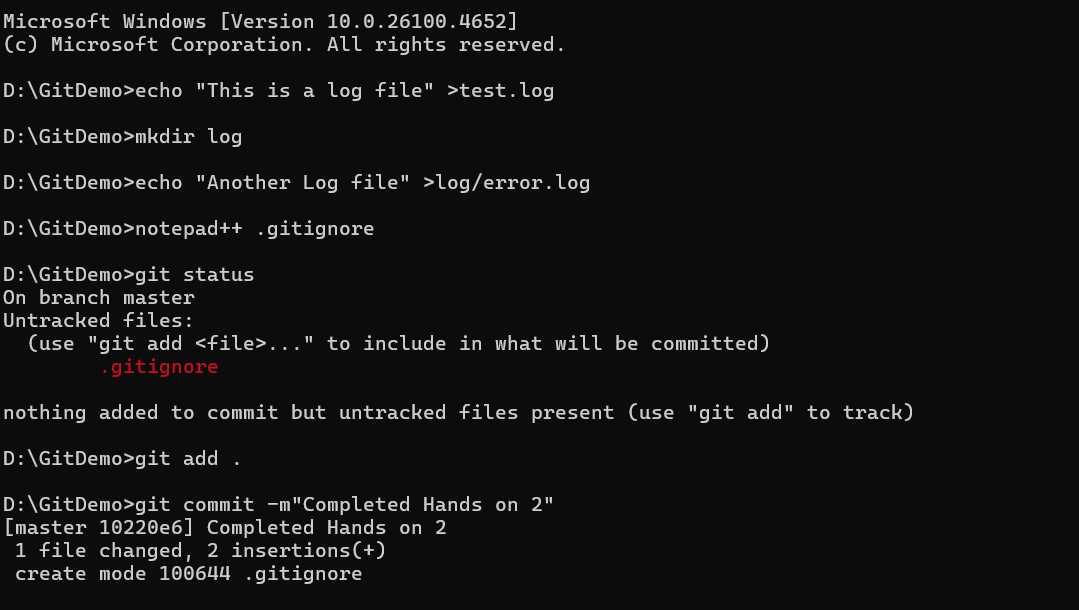 Microsoft Windows [Version 10.0.26100.4652]
(c) Microsoft Corporation. All rights reserved.
D:\GitDemo>echo "This is a log file" >test.log
D:\GitDemo>mkdir log
D:\GitDemo>echo "Another Log file" >log/error.log
D:\GitDemo>notepad++ .gitignore
D:\GitDemo>git status
On branch master
Untracked files:
  (use "git add <file>..." to include in what will be committed)
        .gitignore
nothing added to commit but untracked files present (use "git add" to track)
D:\GitDemo>git add .
D:\GitDemo>git commit -m"Completed Hands on 2"
[master 10220e6] Completed Hands on 2
 1 file changed, 2 insertions(+)
 create mode 100644 .gitignore